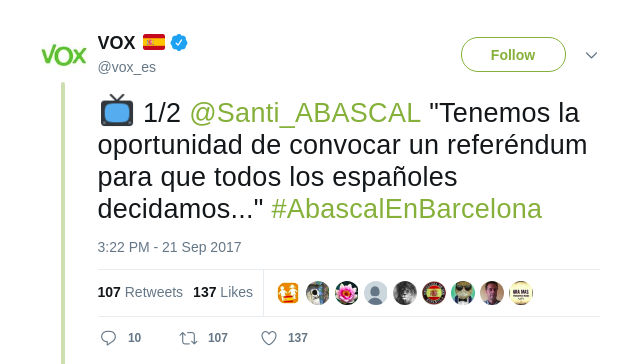 VOX
VOX
@vox_es
Follow
1/2 @Santi_ABASCAL "Tenemos la
oportunidad de convocar un referéndum
para que todos los españoles
decidamos..." #AbascalEnBarcelona
3:22 PM - 21 Sep 2017
107 Retweets 137 Likes
10 107 137